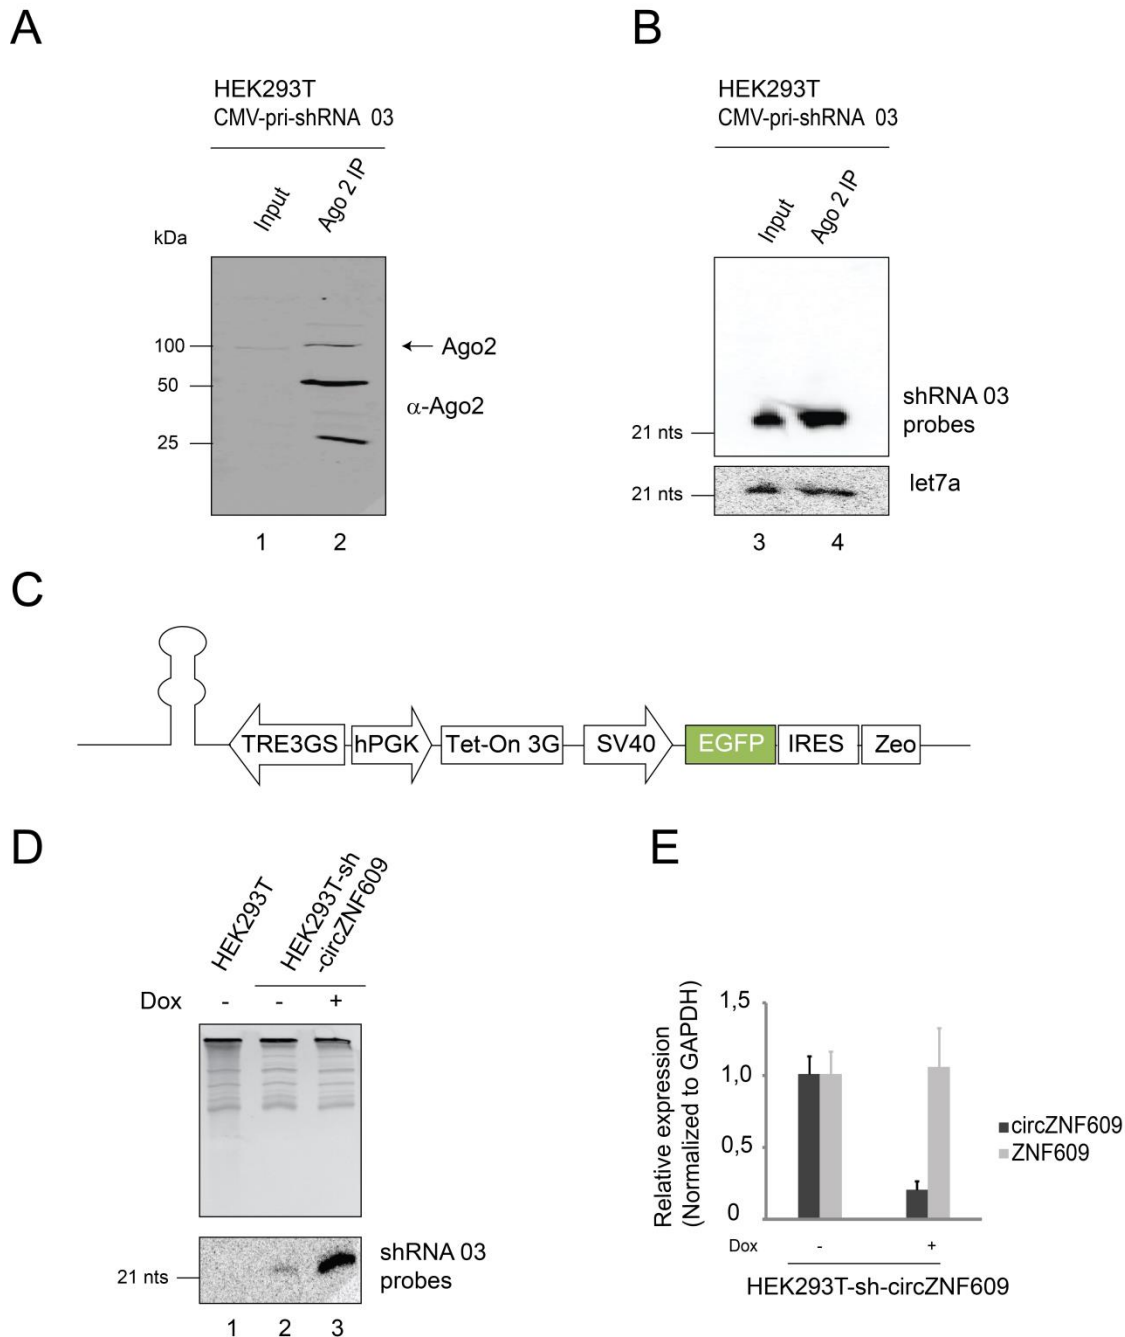 A
HEK293T
CMV-pri-shRNA 03
Input
Ago 2 IP
kDa
100
50
25
Ago2
α-Ago2
1
2
B
HEK293T
CMV-pri-shRNA 03
Input
Ago 2 IP
21 nts
shRNA 03
probes
21 nts
let7a
3
4
C
TRE3GS
hPGK
Tet-On 3G
SV40
EGFP
IRES
Zeo
D
HEK293T
HEK293T-sh
-circZNF609
Dox
-
-
+
21 nts
shRNA 03
probes
1
2
3
E
Relative expression
(Normalized to GAPDH)
1,5
1,0
0,5
0
circZNF609
ZNF609
Dox
-
+
HEK293T-sh-circZNF609